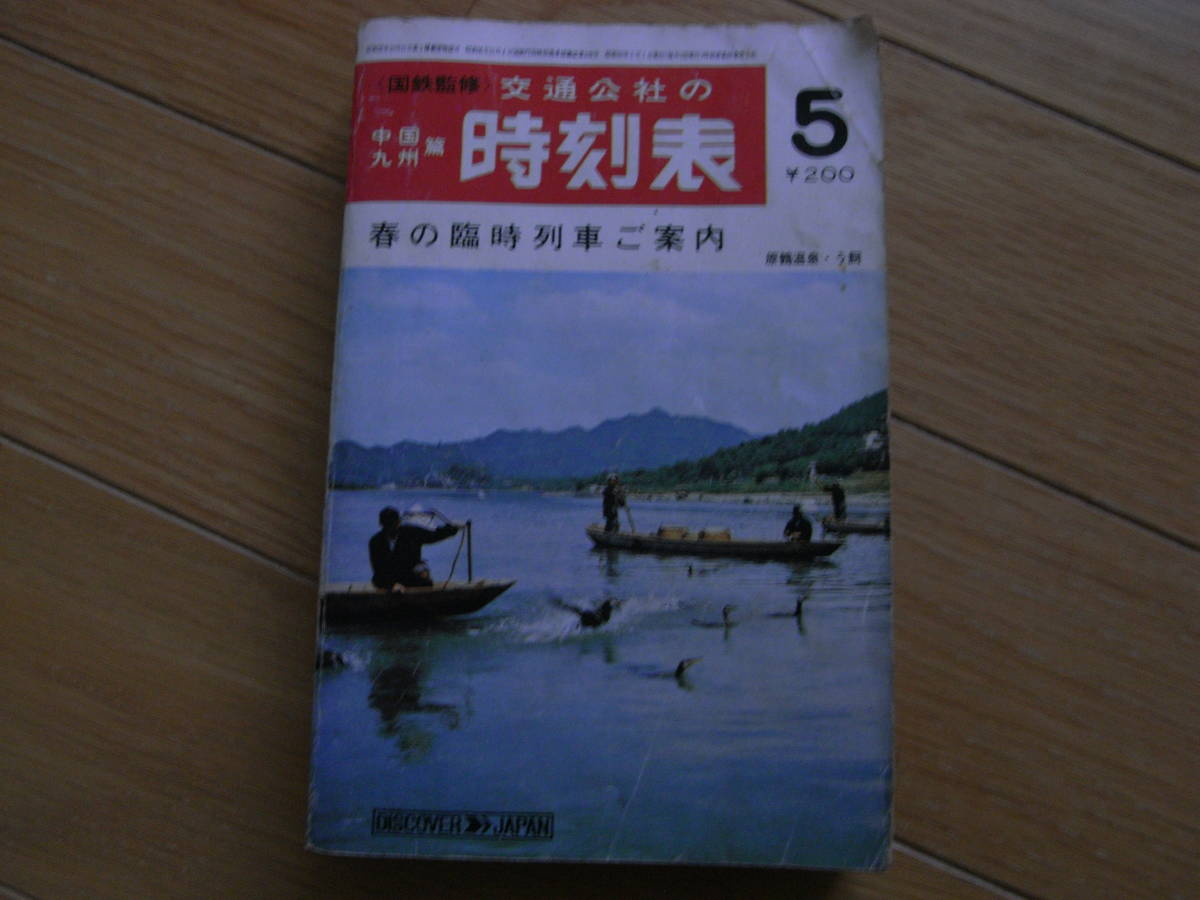 〈国鉄監修〉交通公社の
中国
九州 篇
時刻表
5
¥200
春の臨時列車ご案内
原鶴温泉・う飼
DISCOVER JAPAN